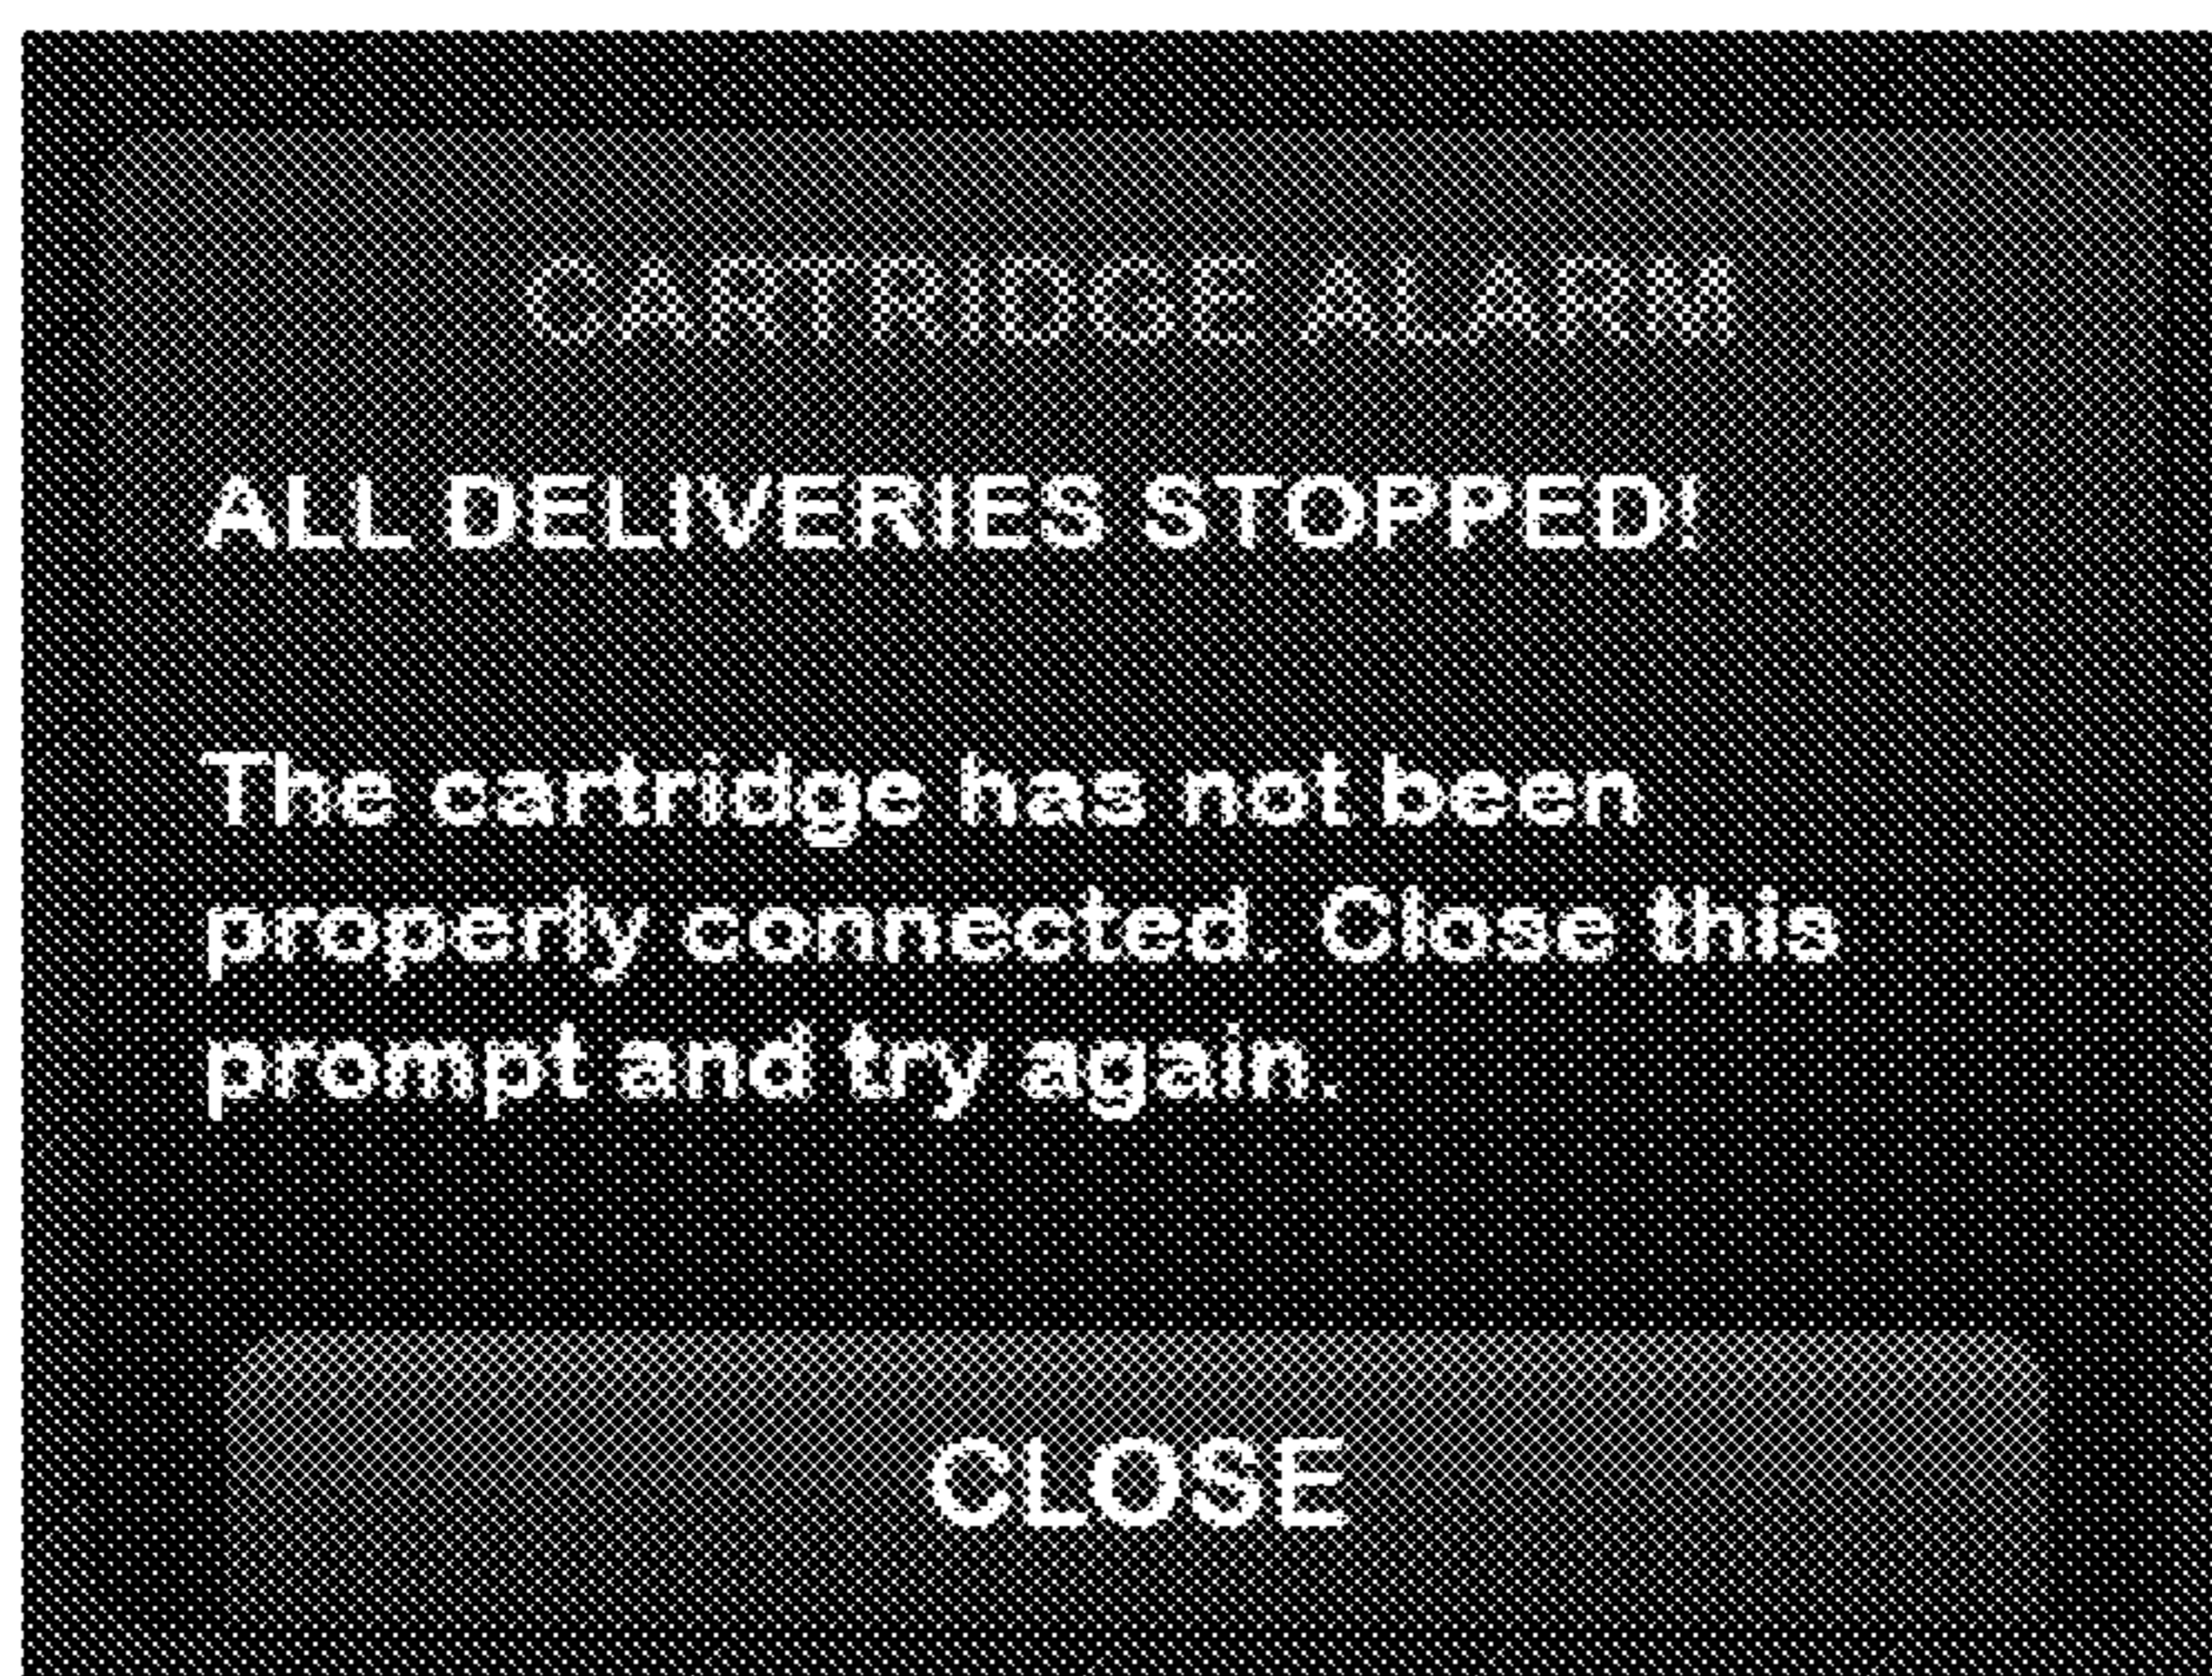 CARTRIDGE ALARM
ALL DELIVERIES STOPPED!
The cartridge has not been
properly connected. Close this
prompt and try again.
CLOSE